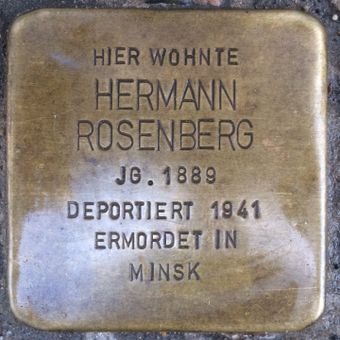 HIER WOHNTE
HERMANN
ROSENBERG
JG. 1889
DEPORTIERT 1941
ERMORDET IN
MINSK